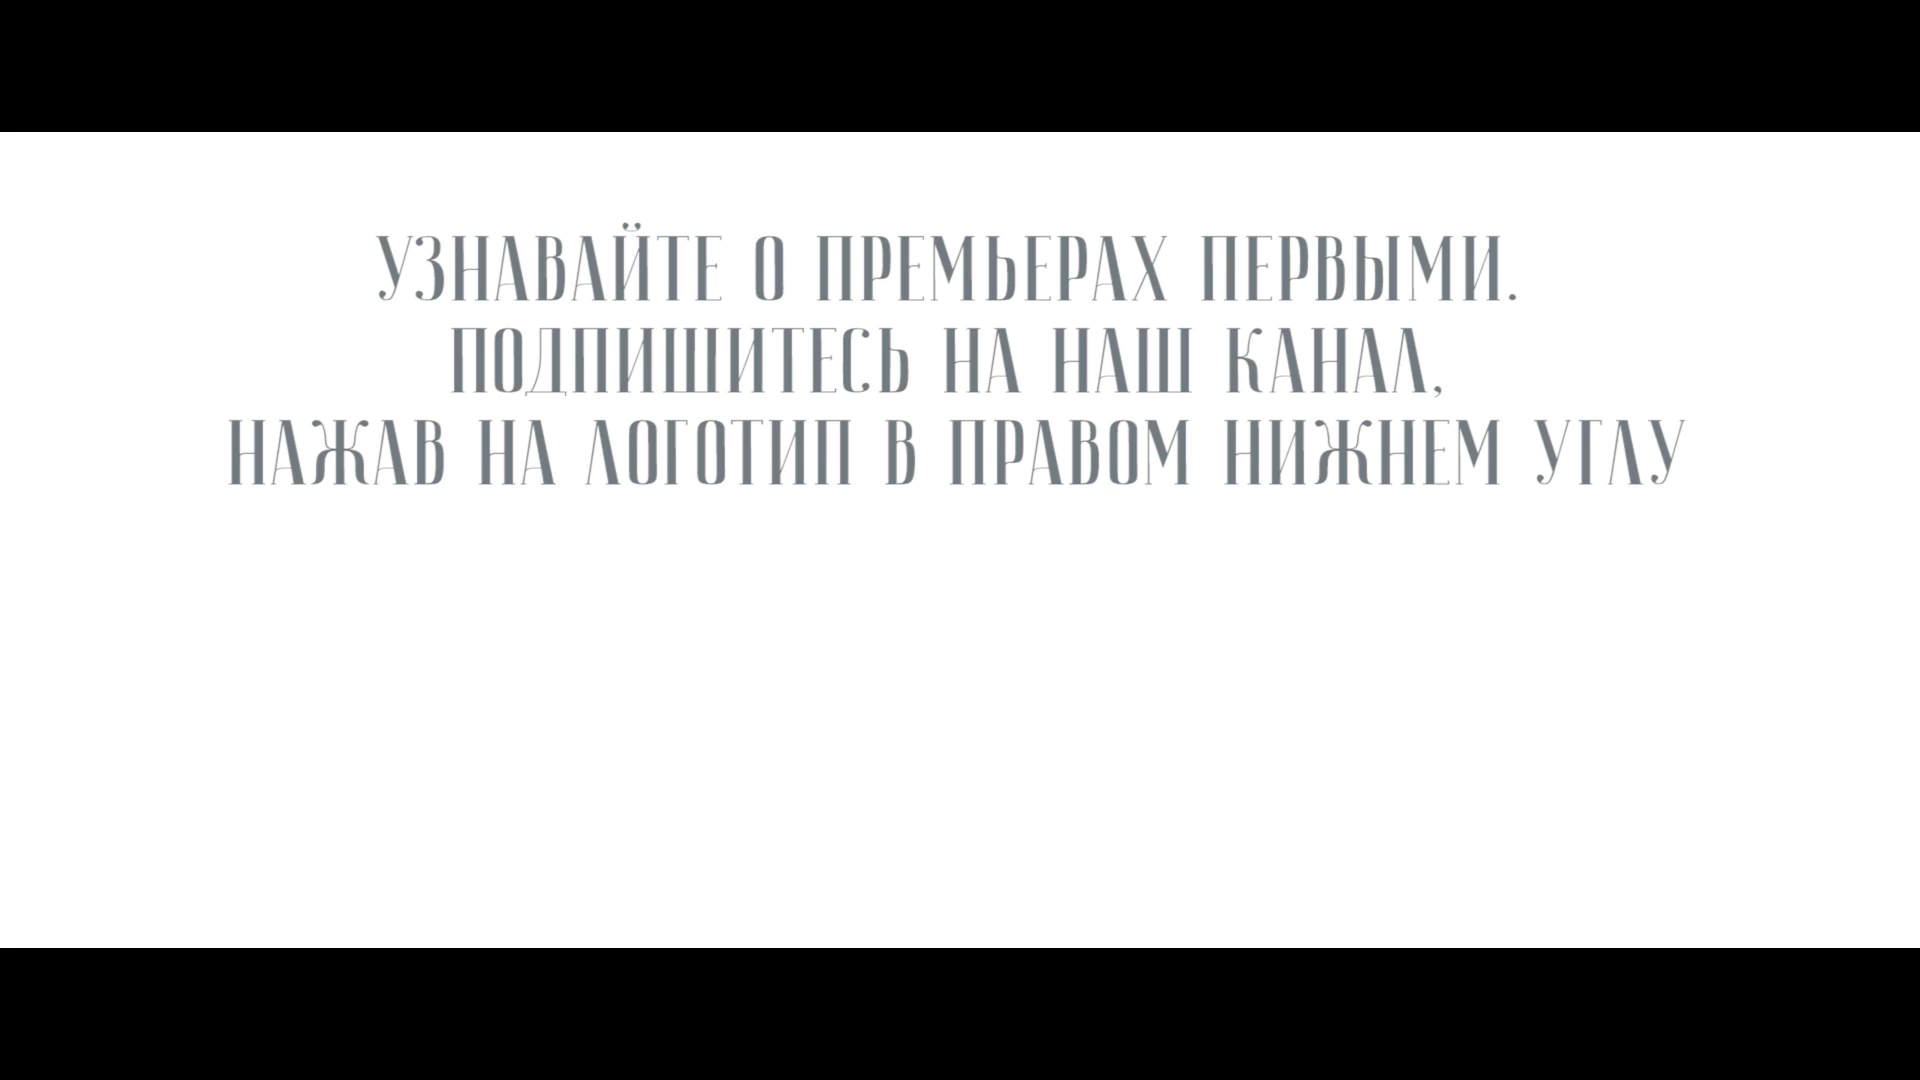 УЗНАВАЙТЕ О ПРЕМЬЕРАХ ПЕРВЫМИ.
ПОДПИШИТЕСЬ НА НАШ КАНАЛ,
НАЖАВ НА ЛОГОТИП В ПРАВОМ НИЖНЕМ УГЛУ